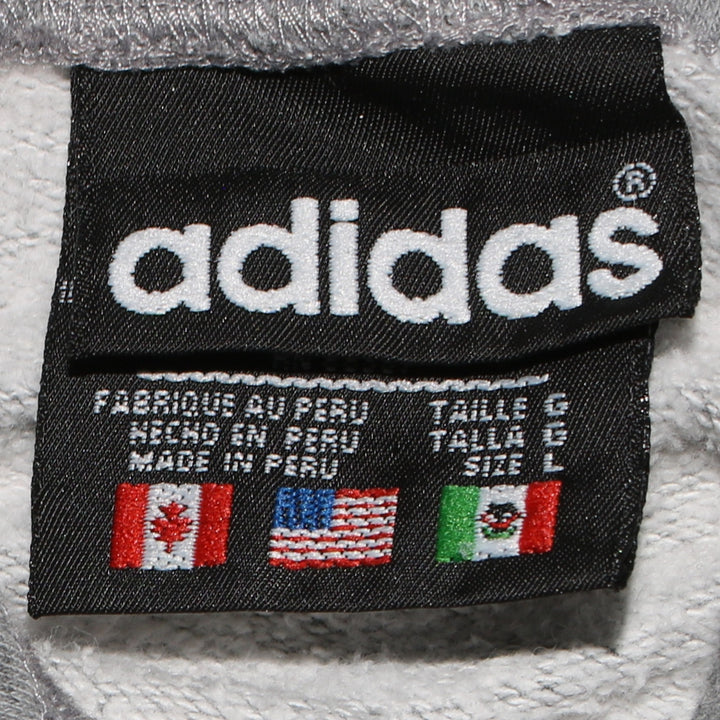 adidas®
FABRIQUE AU PERU
HECHO EN PERU
MADE IN PERU
TAILLE G
TALLA G
SIZE L